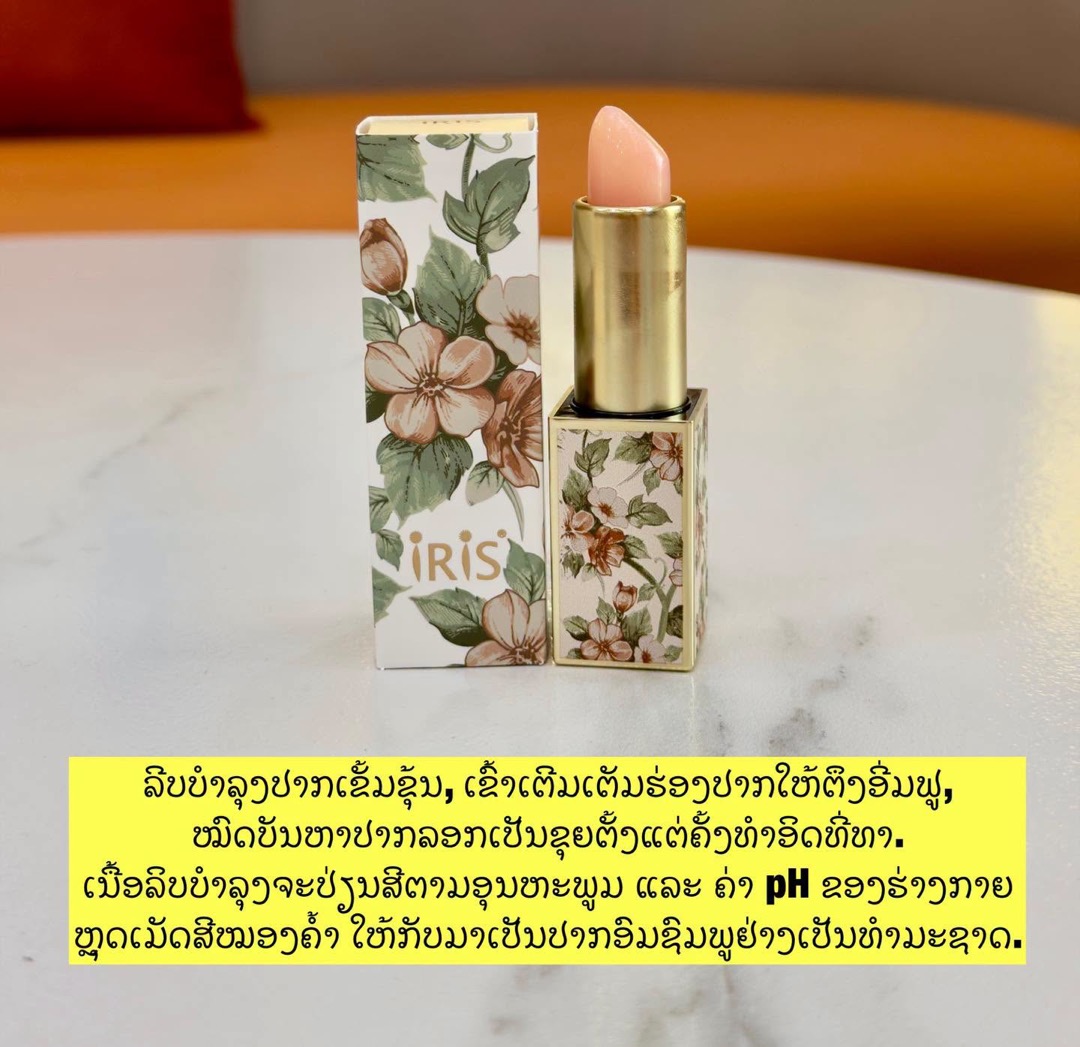 IRIS
iRiS
ລີບບຳລຸງປາກເຂັ້ມຂຸ້ນ, ເຂົ້າເຕີມເຕັມຮ່ອງປາກໃຫ້ຕຶງອີ່ມຟູ,
ໝົດບັນຫາປາກລອກເປັນຂຸຍຕັ້ງແຕ່ຄັ້ງທຳອິດທີ່ທາ.
ເນື້ອລິບບຳລຸງຈະປ່ຽນສີຕາມອຸນຫະພູມ ແລະ ຄ່າ pH ຂອງຮ່າງກາຍ
ຫຼຸດເມັດສີໝອງຄ້ຳ ໃຫ້ກັບມາເປັນປາກອົມຊົມພູຢ່າງເປັນທຳມະຊາດ.